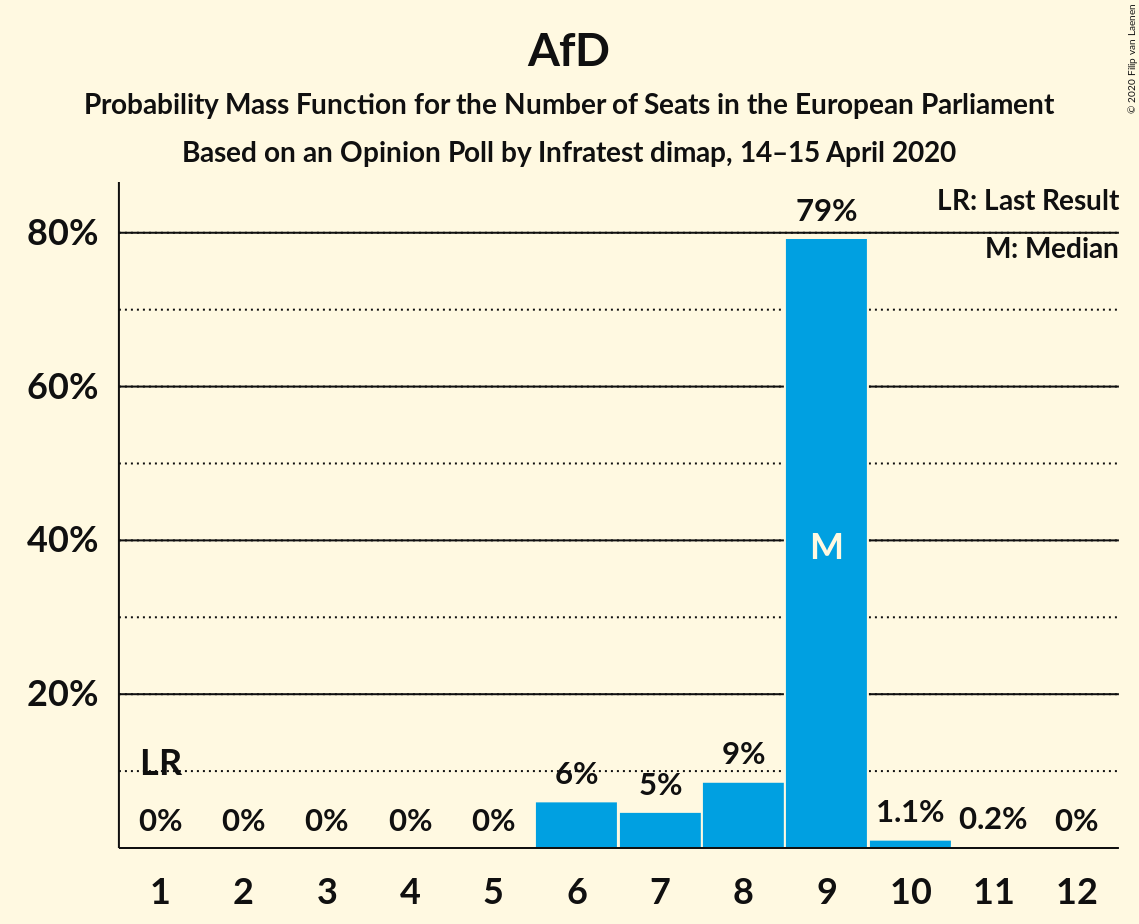 AfD
Probability Mass Function for the Number of Seats in the European Parliament
Based on an Opinion Poll by Infratest dimap, 14–15 April 2020
© 2020 Filip van Laenen
LR: Last Result
M: Median
80%
60%
40%
20%
LR
0%
0%
0%
0%
0%
6%
5%
9%
79%
M
1.1%
0.2%
0%
1 2 3 4 5 6 7 8 9 10 11 12